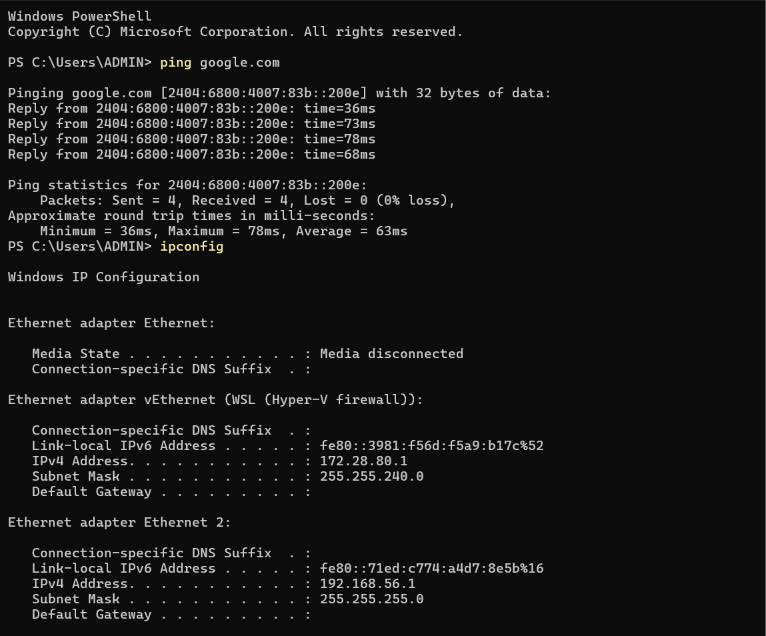 Windows PowerShell
Copyright (C) Microsoft Corporation. All rights reserved.
PS C:\Users\ADMIN> ping google.com
Pinging google.com [2404:6800:4007:83b::200e] with 32 bytes of data:
Reply from 2404:6800:4007:83b::200e: time=36ms
Reply from 2404:6800:4007:83b::200e: time=73ms
Reply from 2404:6800:4007:83b::200e: time=78ms
Reply from 2404:6800:4007:83b::200e: time=68ms
Ping statistics for 2404:6800:4007:83b::200e:
    Packets: Sent = 4, Received = 4, Lost = 0 (0% loss),
Approximate round trip times in milli-seconds:
    Minimum = 36ms, Maximum = 78ms, Average = 63ms
PS C:\Users\ADMIN> ipconfig
Windows IP Configuration
Ethernet adapter Ethernet:
   Media State . . . . . . . . . . . : Media disconnected
   Connection-specific DNS Suffix  . :
Ethernet adapter vEthernet (WSL (Hyper-V firewall)):
   Connection-specific DNS Suffix  . :
   Link-local IPv6 Address . . . . . : fe80::3981:f56d:f5a9:b17c%52
   IPv4 Address. . . . . . . . . . . : 172.28.80.1
   Subnet Mask . . . . . . . . . . . : 255.255.240.0
   Default Gateway . . . . . . . . . :
Ethernet adapter Ethernet 2:
   Connection-specific DNS Suffix  . :
   Link-local IPv6 Address . . . . . : fe80::71ed:c774:a4d7:8e5b%16
   IPv4 Address. . . . . . . . . . . : 192.168.56.1
   Subnet Mask . . . . . . . . . . . : 255.255.255.0
   Default Gateway . . . . . . . . . :